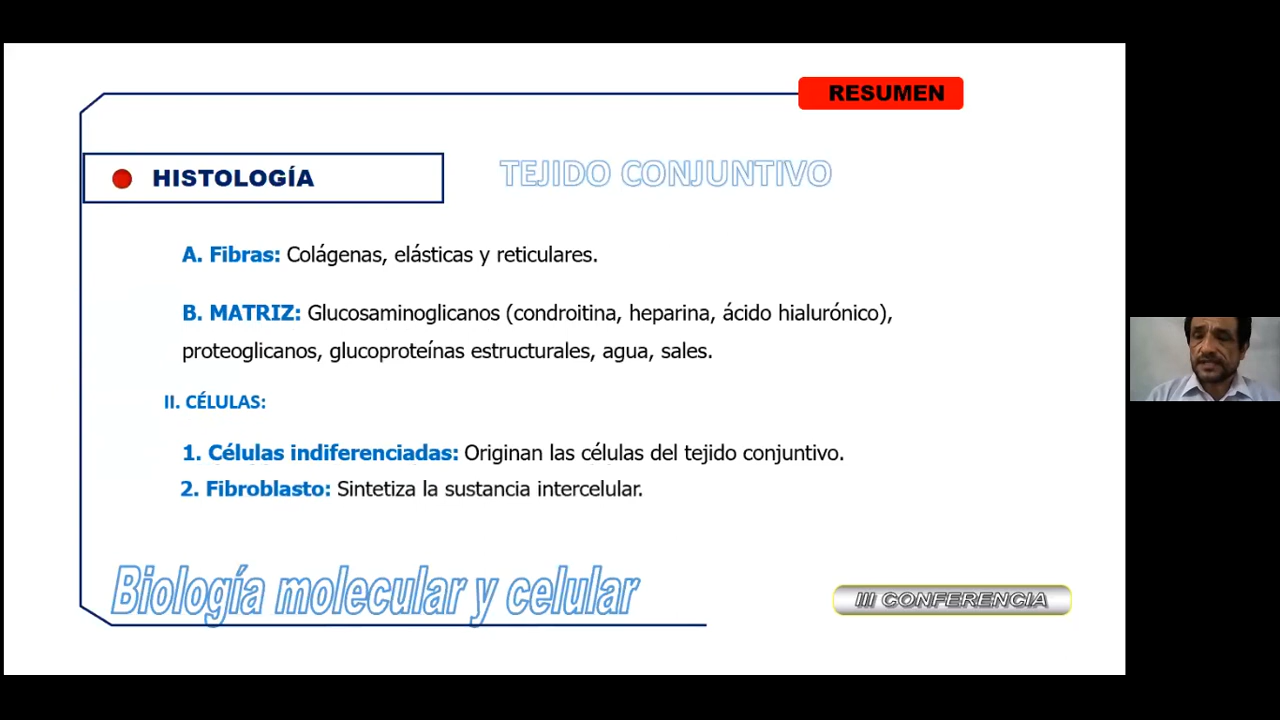 RESUMEN
HISTOLOGÍA
TEJIDO CONJUNTIVO
A. Fibras: Colágenas, elásticas y reticulares.
B. MATRIZ: Glucosaminoglicanos (condroitina, heparina, ácido hialurónico),
proteoglicanos, glucoproteínas estructurales, agua, sales.
II. CÉLULAS:
1. Células indiferenciadas: Originan las células del tejido conjuntivo.
2. Fibroblasto: Sintetiza la sustancia intercelular.
Biología molecular y celular
III CONFERENCIA